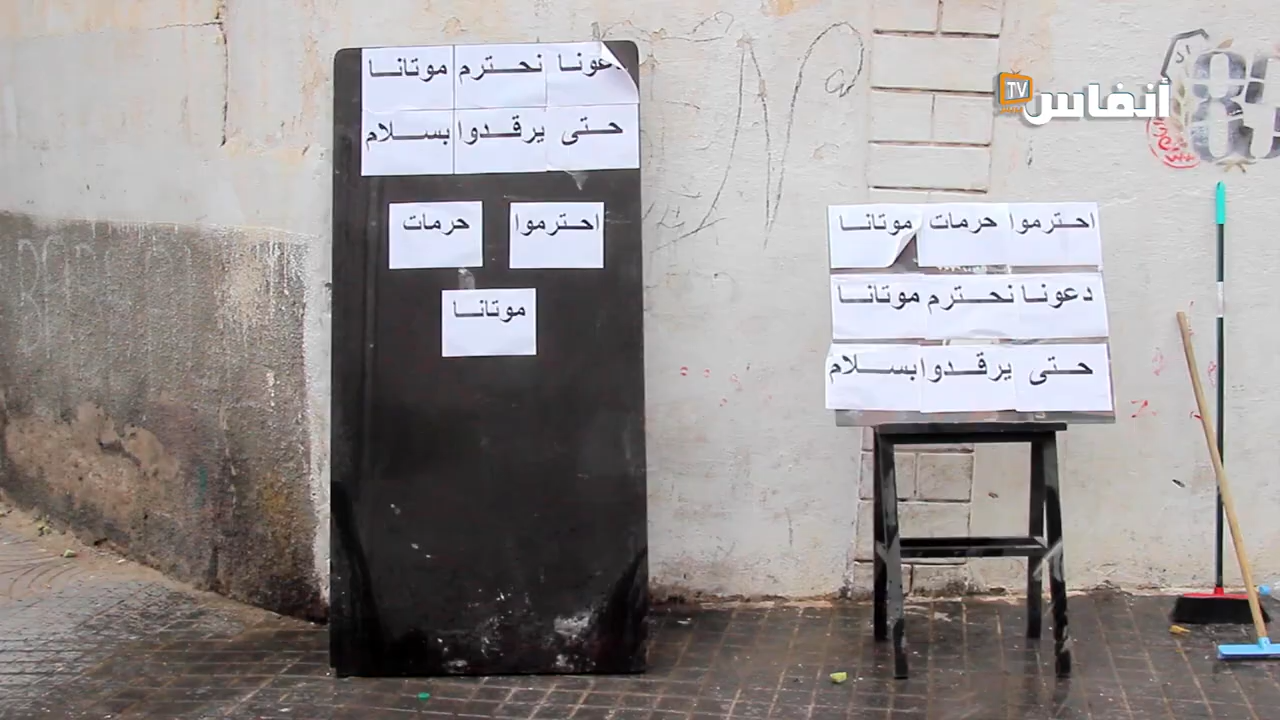 دعونا نحترم موتانا
حتى يرقدوا بسلام
احترموا حرمات
موتانا
احترموا حرمات موتانا
دعونا نحترم موتانا
حتى يرقدوا بسلام
أنفاس TV
89